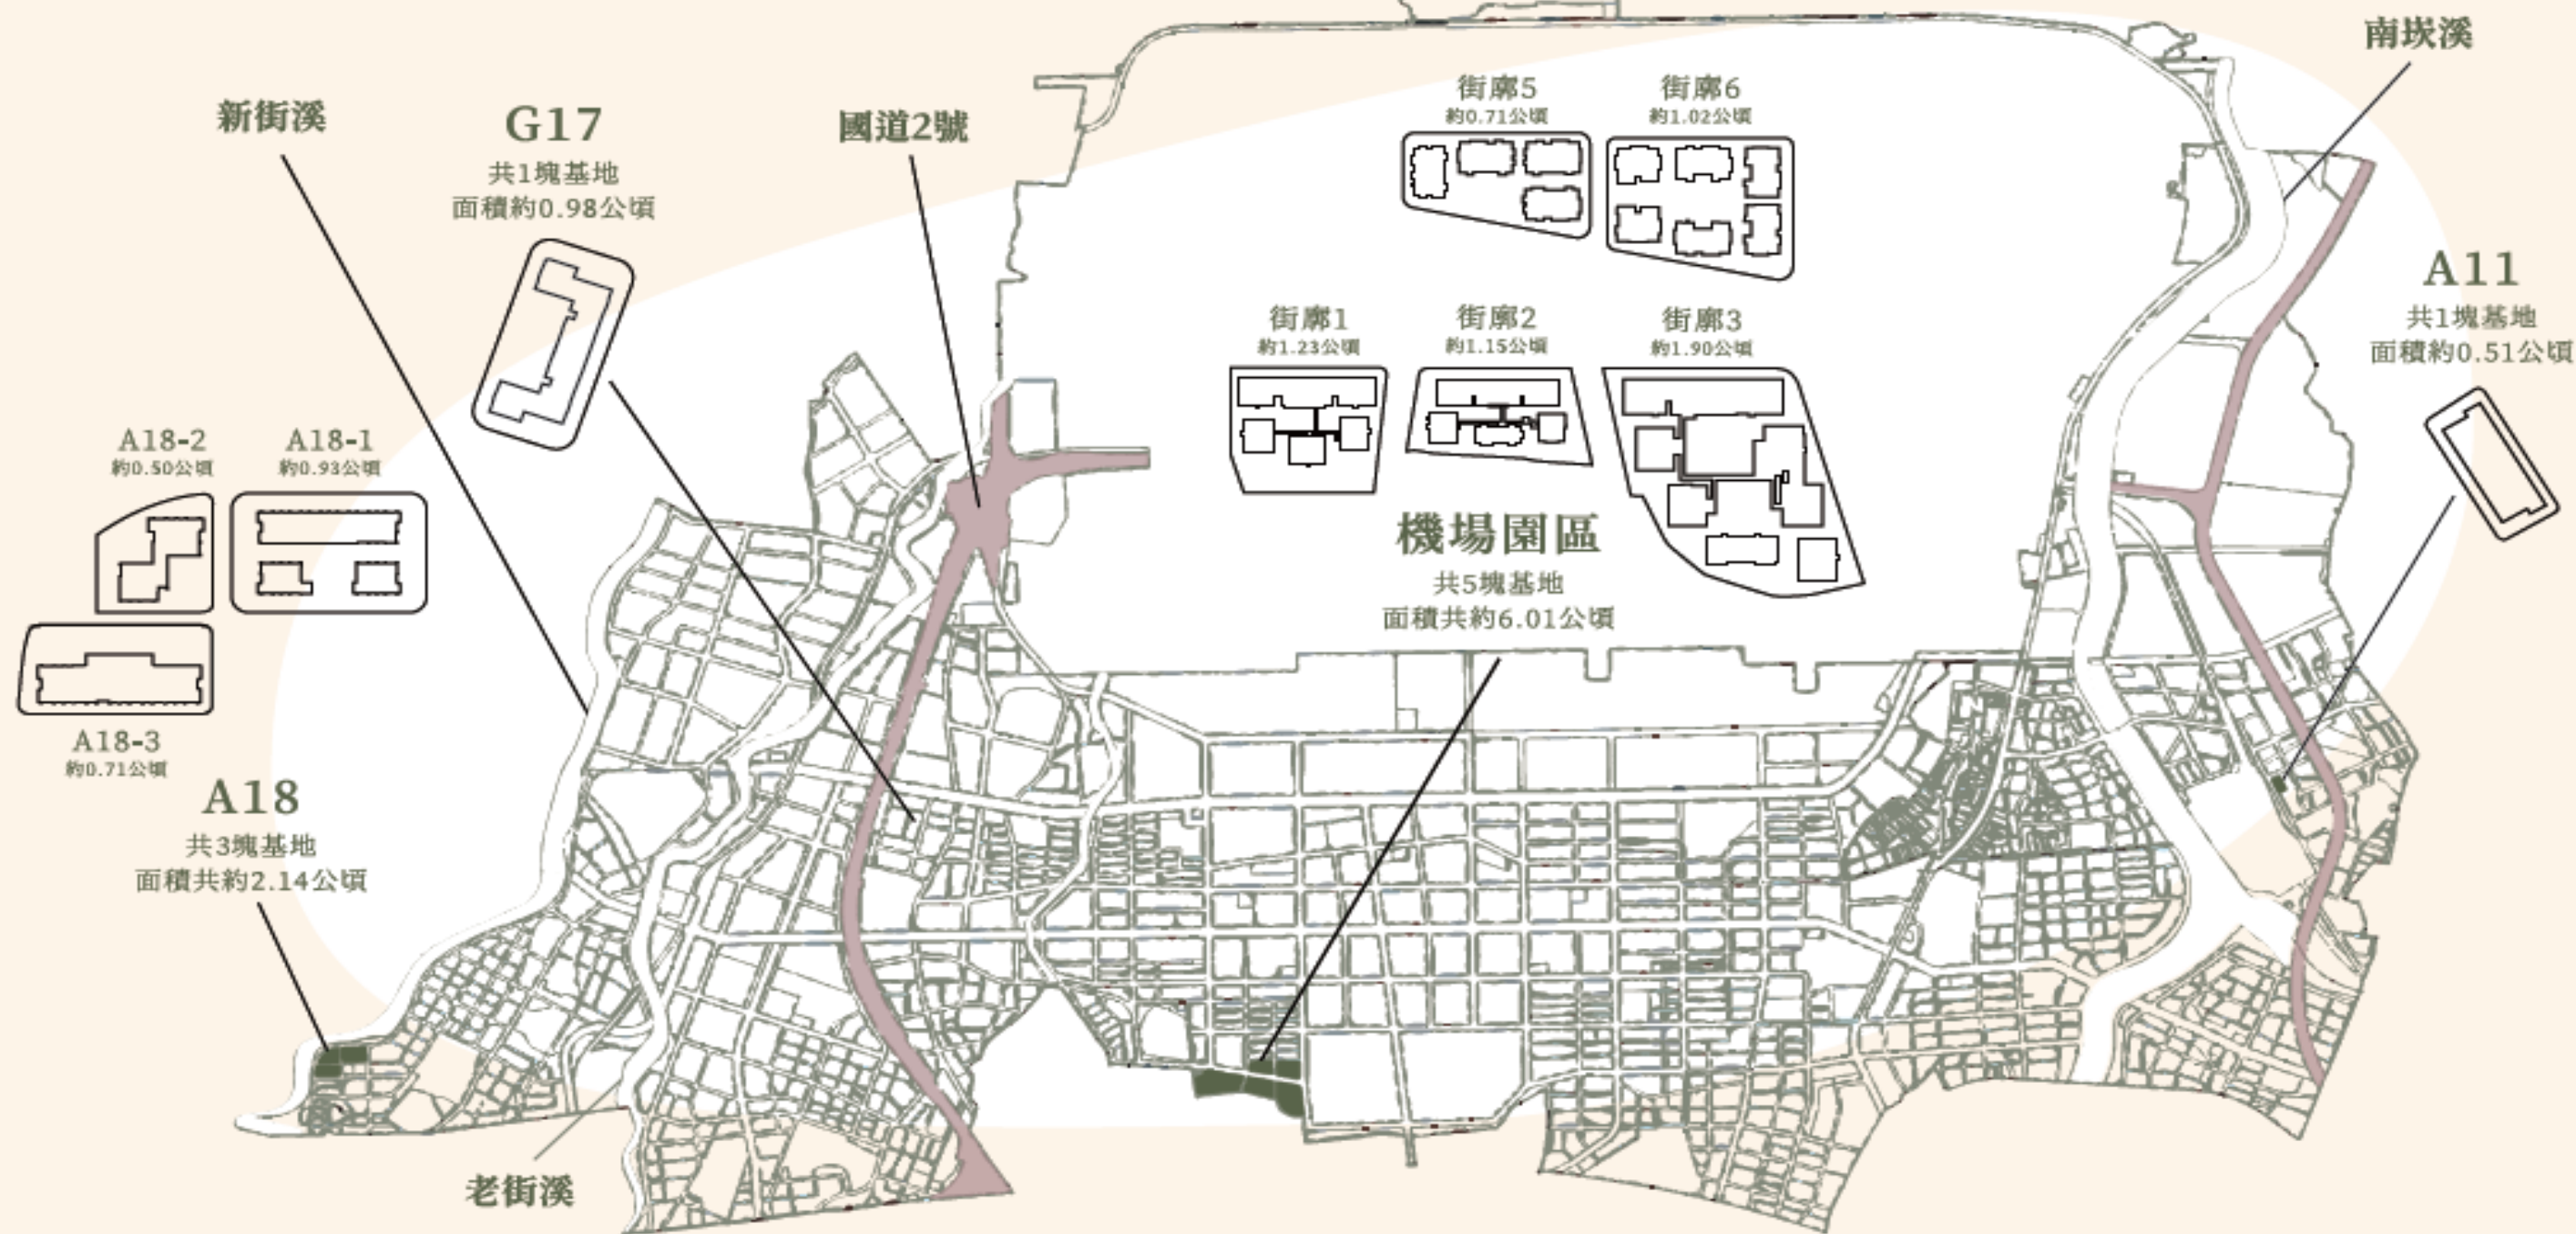 南崁溪
新街溪
G17
共1塊基地
面積約0.98公頃
國道2號
街廓5
約0.71公頃
街廓6
約1.02公頃
A11
共1塊基地
面積約0.51公頃
街廓1
約1.23公頃
街廓2
約1.15公頃
街廓3
約1.90公頃
機場園區
共5塊基地
面積共約6.01公頃
A18-2
約0.50公頃
A18-1
約0.93公頃
A18-3
約0.71公頃
A18
共3塊基地
面積共約2.14公頃
老街溪